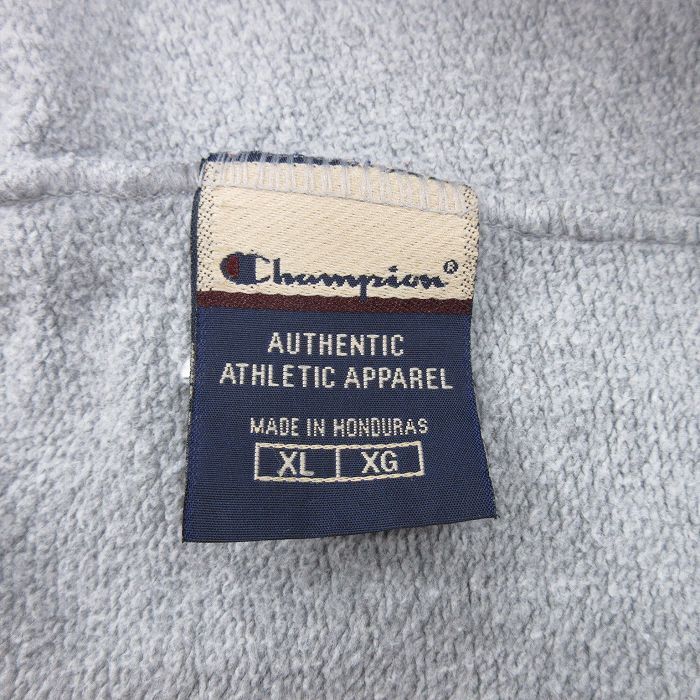 Champion®
AUTHENTIC
ATHLETIC APPAREL
MADE IN HONDURAS
XL XG